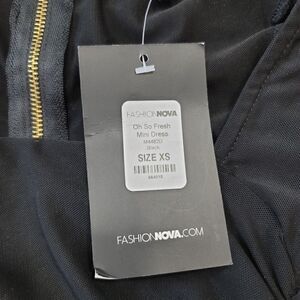 FASHIONNOVA
Oh So Fresh
Mini Dress
Black
SIZE XS
FASHIONNOVA.COM